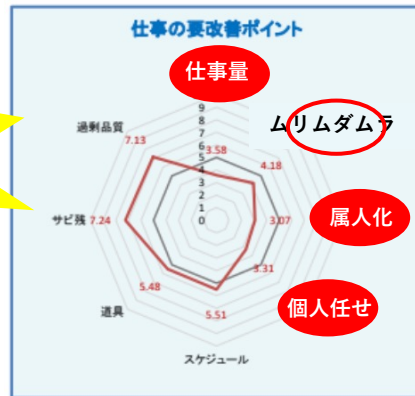 仕事の要改善ポイント
仕事量
ムリムダムラ
過剰品質
7.13
9
8
7
6
5
4
3
2
1
0
3.58
4.18
サビ残
7.24
3.07
属人化
3.31
個人任せ
5.48
道具
5.51
スケジュール